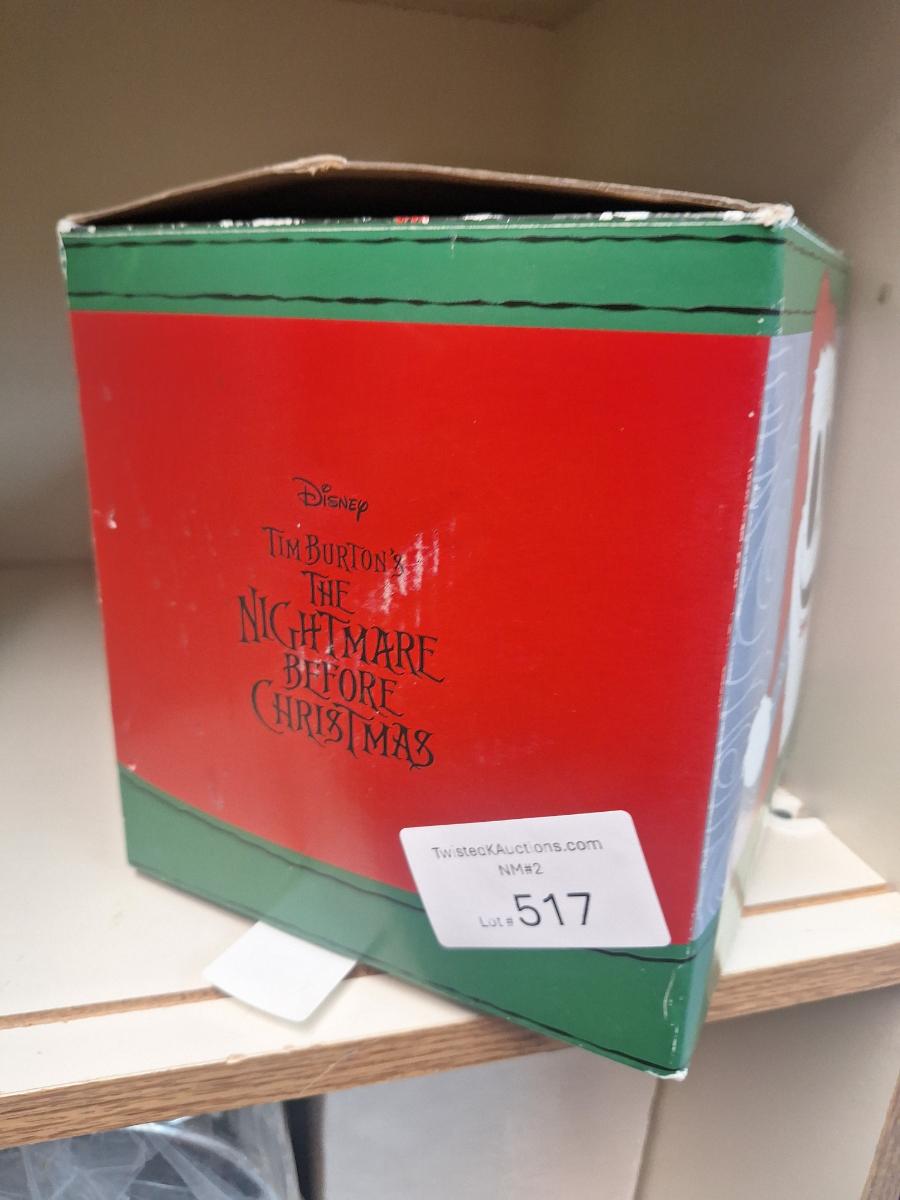 Disney
TIM BURTON'S
THE
NIGHTMARE
BEFORE
CHRISTMAS
TwistedKAuctions.com
NM#2
Lot # 517